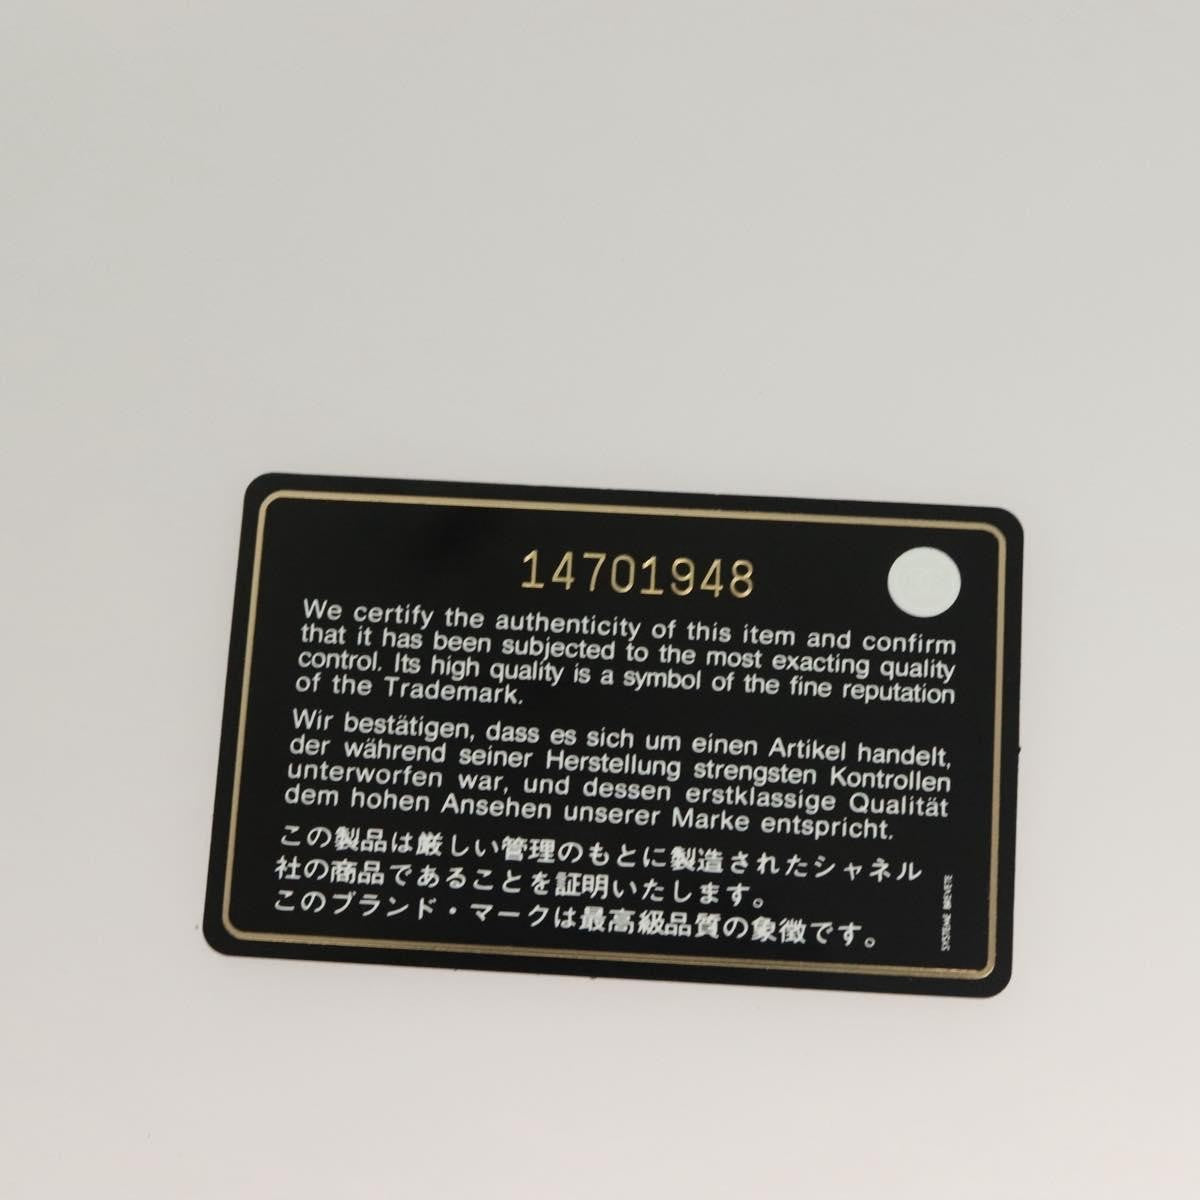 14701948
We certify the authenticity of this item and confirm
that it has been subjected to the most exacting quality
control. Its high quality is a symbol of the fine reputation
of the Trademark.
Wir bestätigen, dass es sich um einen Artikel handelt,
der während seiner Herstellung strengsten Kontrollen
unterworfen war, und dessen erstklassige Qualität
dem hohen Ansehen unserer Marke entspricht.
この製品は厳しい管理のもとに製造されたシャネル
社の商品であることを証明いたします。
このブランド・マークは最高級品質の象徴です。
SYSTEME BREVETE